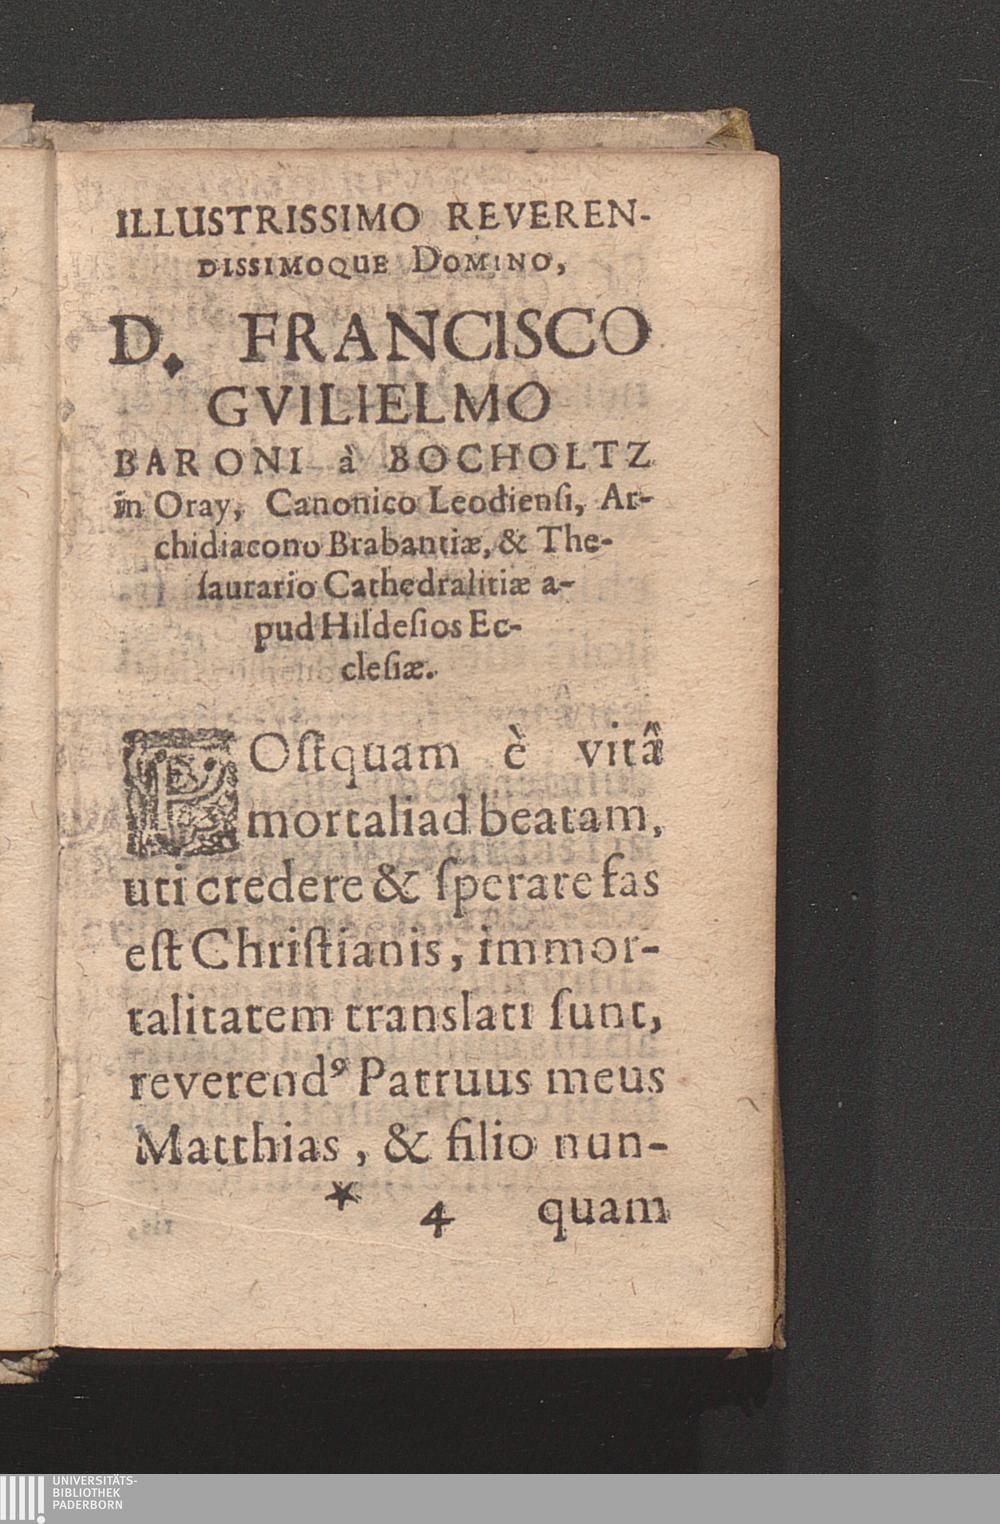 ILLUSTRISSIMO REVEREN-
DISSIMOQUE DOMINO,
D. FRANCISCO
GVILIELMO
BARONI à BOCHOLTZ
in Oray, Canonico Leodienſi, Ar-
chidiacono Brabantiæ, & The-
ſaurario Cathedralitiæ a-
pud Hildeſios Ec-
cleſiæ.
POſtquam è vitâ
mortali ad beatam,
uti credere & ſperare fas
eſt Chriſtianis, immor-
talitatem translati ſunt,
reverendꝰ Patruus meus
Matthias, & filio nun-
* 4 quam
UNIVERSITÄTS-
BIBLIOTHEK
PADERBORN